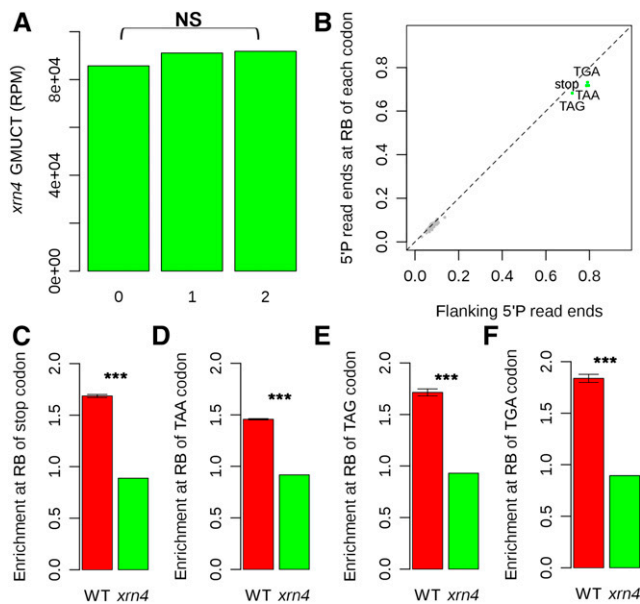 A
NS
xrn4 GMUCT (RPM)
0e+00
4e+04
8e+04
0
1
2
B
5'P read ends at RB of each codon
0.0
0.2
0.4
0.6
0.8
TGA
stop
TAA
TAG
0.0
0.2
0.4
0.6
0.8
Flanking 5'P read ends
C
Enrichment at RB of stop codon
0.0
0.5
1.0
1.5
2.0
***
WT xrn4
D
Enrichment at RB of TAA codon
0.0
0.5
1.0
1.5
2.0
***
WT xrn4
E
Enrichment at RB of TAG codon
0.0
0.5
1.0
1.5
2.0
***
WT xrn4
F
Enrichment at RB of TGA codon
0.0
0.5
1.0
1.5
2.0
***
WT xrn4